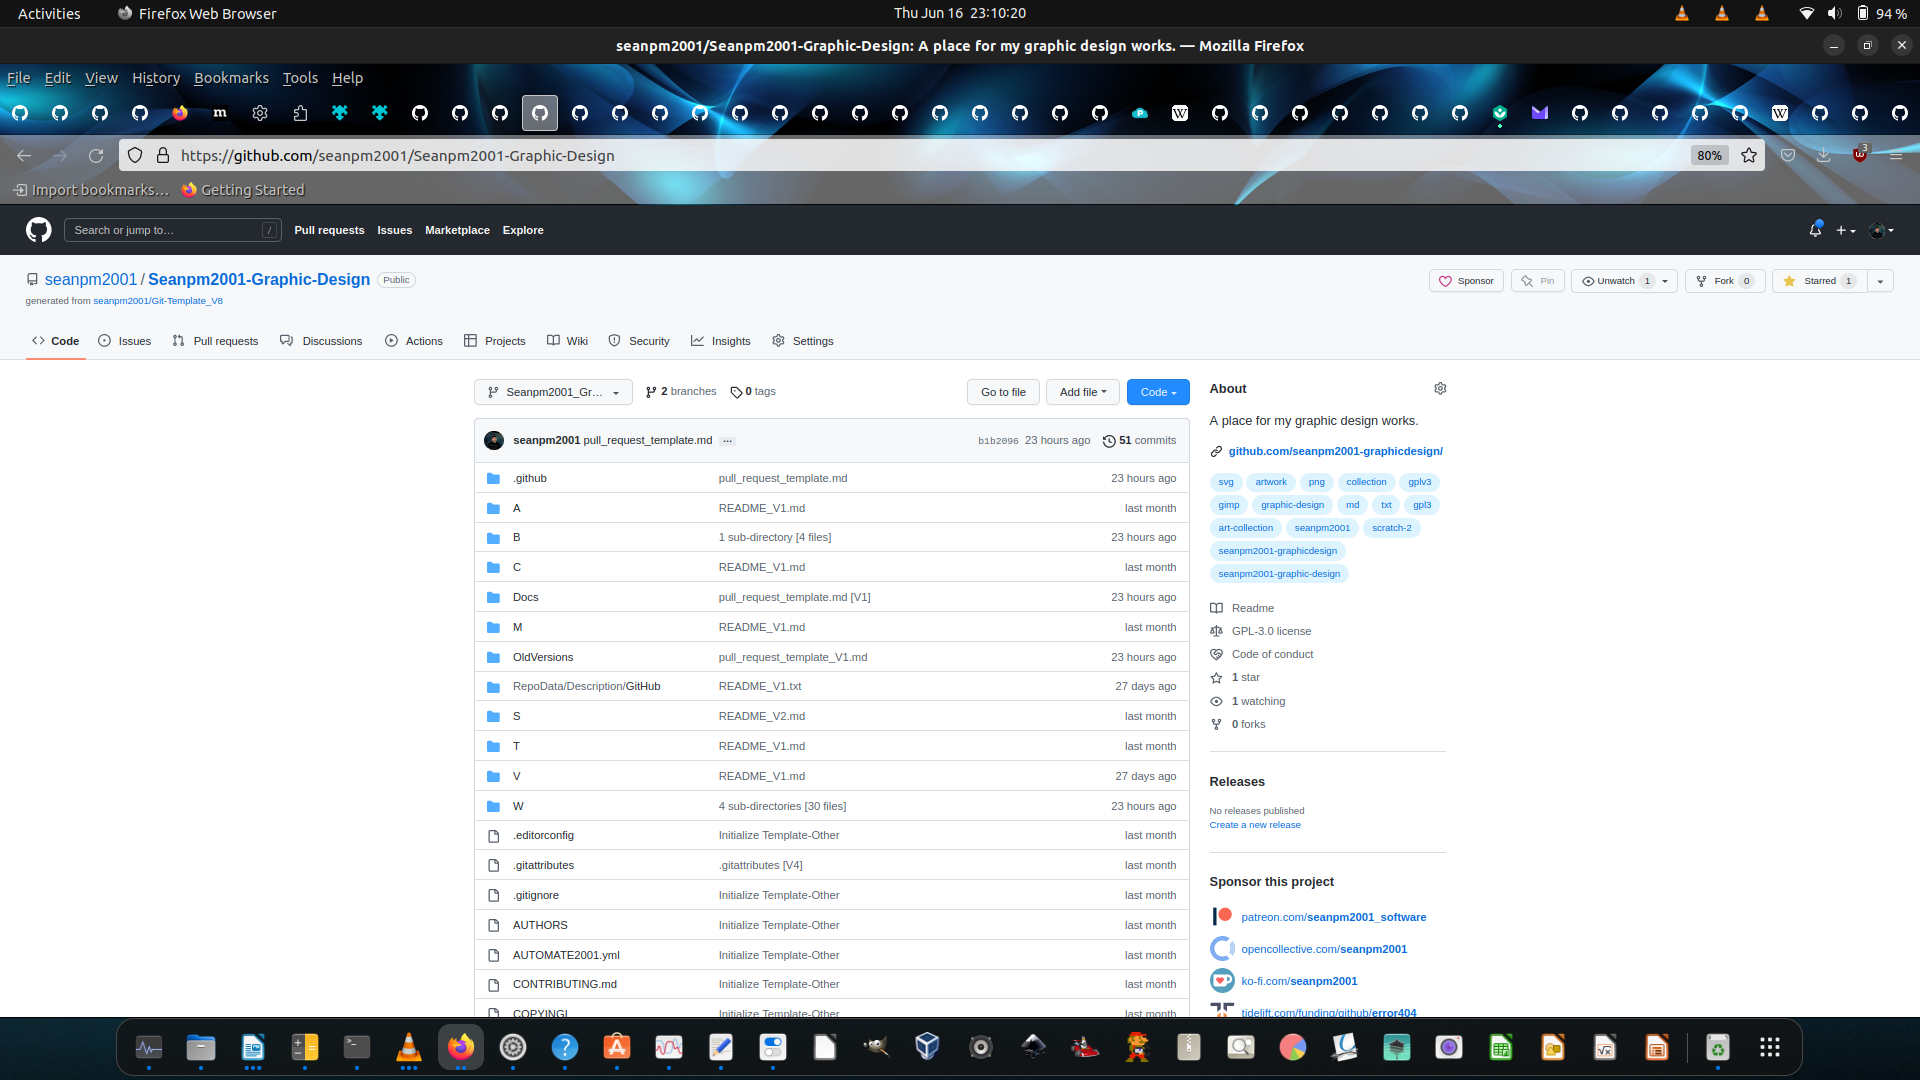 Activities Firefox Web Browser Thu Jun 16 23:10:20 94 %
seanpm2001/Seanpm2001-Graphic-Design: A place for my graphic design works. — Mozilla Firefox
File Edit View History Bookmarks Tools Help
https://github.com/seanpm2001/Seanpm2001-Graphic-Design 80% 3
Import bookmarks… Getting Started
Search or jump to… / Pull requests Issues Marketplace Explore
seanpm2001 / Seanpm2001-Graphic-Design Public
Sponsor Pin Unwatch 1 Fork 0 Starred 1
generated from seanpm2001/Git-Template_V8
Code Issues Pull requests Discussions Actions Projects Wiki Security Insights Settings
Seanpm2001_Gr… 2 branches 0 tags Go to file Add file Code
seanpm2001 pull_request_template.md … b1b2096 23 hours ago 51 commits
.github pull_request_template.md 23 hours ago
A README_V1.md last month
B 1 sub-directory [4 files] 23 hours ago
C README_V1.md last month
Docs pull_request_template.md [V1] 23 hours ago
M README_V1.md last month
OldVersions pull_request_template_V1.md 23 hours ago
RepoData/Description/GitHub README_V1.txt 27 days ago
S README_V2.md last month
T README_V1.md last month
V README_V1.md 27 days ago
W 4 sub-directories [30 files] 23 hours ago
.editorconfig Initialize Template-Other last month
.gitattributes .gitattributes [V4] last month
.gitignore Initialize Template-Other last month
AUTHORS Initialize Template-Other last month
AUTOMATE2001.yml Initialize Template-Other last month
CONTRIBUTING.md Initialize Template-Other last month
COPYINGL Initialize Template-Other last month
About
A place for my graphic design works.
github.com/seanpm2001-graphicdesign/
svg artwork png collection gplv3
gimp graphic-design md txt gpl3
art-collection seanpm2001 scratch-2
seanpm2001-graphicdesign
seanpm2001-graphic-design
Readme
GPL-3.0 license
Code of conduct
1 star
1 watching
0 forks
Releases
No releases published
Create a new release
Sponsor this project
patreon.com/seanpm2001_software
opencollective.com/seanpm2001
ko-fi.com/seanpm2001
tidelift.com/funding/github/error404